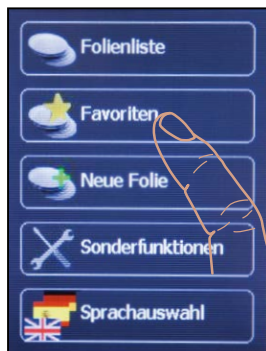 Folienliste
Favoriten
Neue Folie
Sonderfunktionen
Sprachauswahl